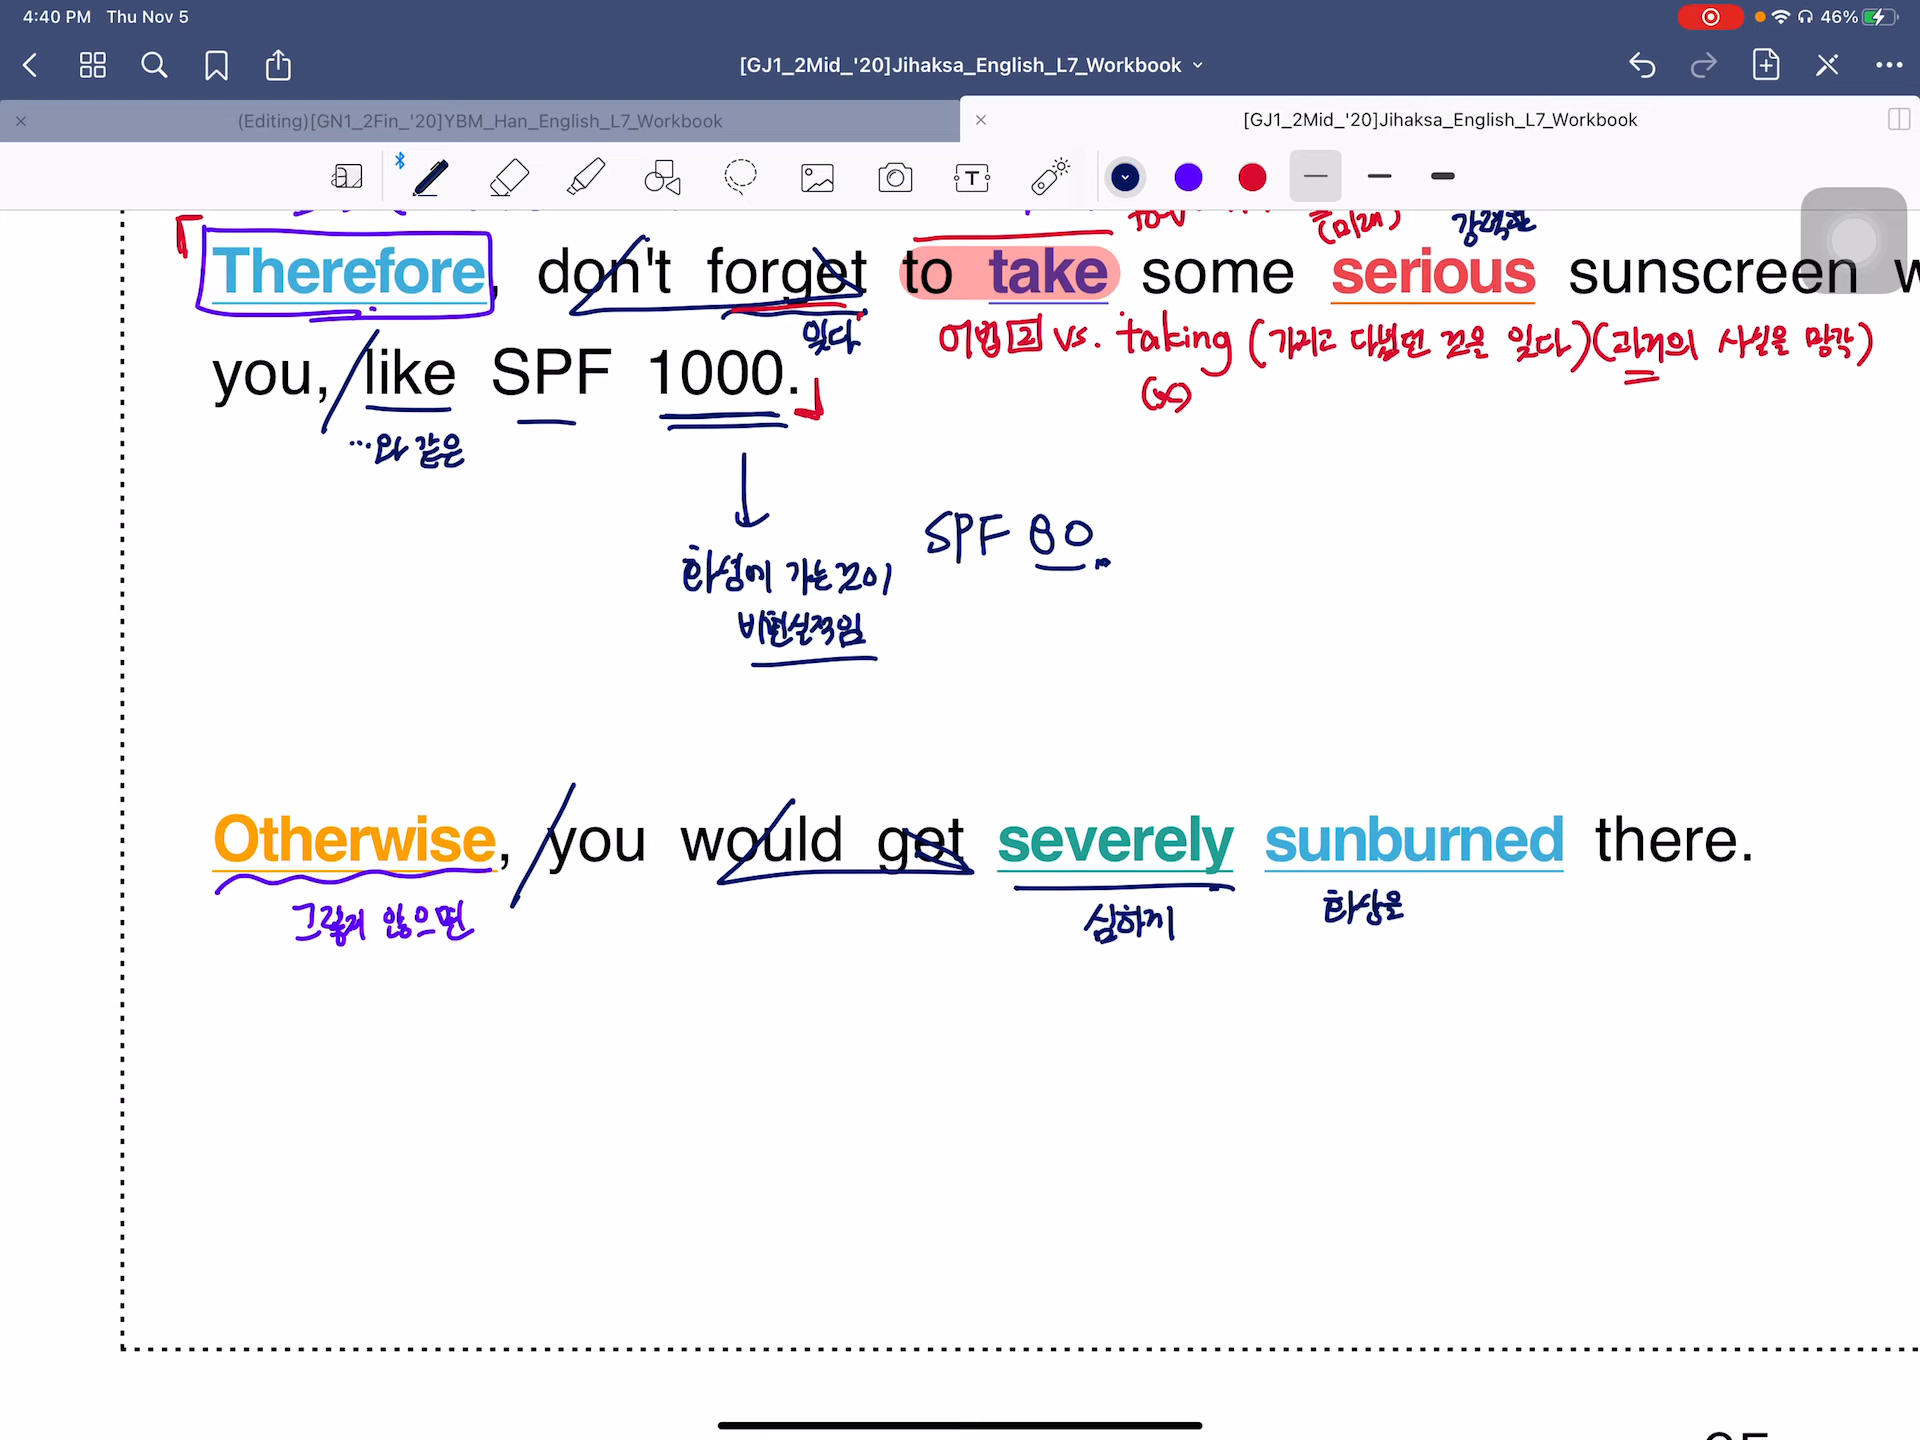 4:40 PM Thu Nov 5
46%
[GJ1_2Mid_'20]Jihaksa_English_L7_Workbook
(Editing)[GN1_2Fin_'20]YBM_Han_English_L7_Workbook
[GJ1_2Mid_'20]Jihaksa_English_L7_Workbook
(미래) 강력한
Therefore, don't forget to take some serious sunscreen w
잊다
어법 2 vs. taking (가지고 다녔던 것을 잊다) (과거의 사실을 망각)
(x)
you, like SPF 1000.
…와 같은
SPF 80
화성에 가는 것이
비현실적임
Otherwise, you would get severely sunburned there.
그렇게 않으면 심하게 화상을